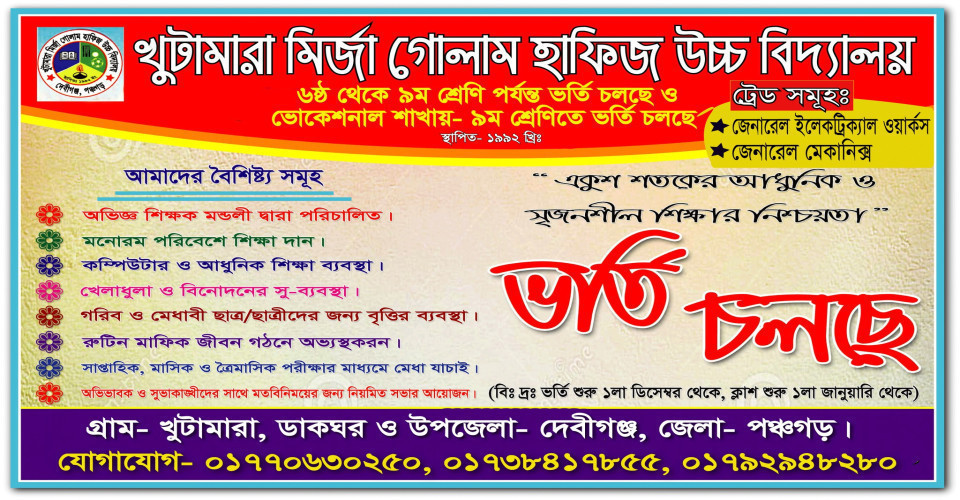 খুটামারা মির্জা গোলাম হাফিজ উচ্চ বিদ্যালয়
দেবীগঞ্জ, পঞ্চগড়
৬ষ্ঠ থেকে ৯ম শ্রেণি পর্যন্ত ভর্তি চলছে ও
ভোকেশনাল শাখায়- ৯ম শ্রেণিতে ভর্তি চলছে
স্থাপিত- ১৯৯২ খ্রিঃ
ট্রেড সমূহঃ
জেনারেল ইলেকট্রিক্যাল ওয়ার্কস
জেনারেল মেকানিক্স
আমাদের বৈশিষ্ট্য সমূহ
অভিজ্ঞ শিক্ষক মন্ডলী দ্বারা পরিচালিত।
মনোরম পরিবেশে শিক্ষা দান।
কম্পিউটার ও আধুনিক শিক্ষা ব্যবস্থা।
খেলাধুলা ও বিনোদনের সু-ব্যবস্থা।
গরিব ও মেধাবী ছাত্র/ছাত্রীদের জন্য বৃত্তির ব্যবস্থা।
রুটিন মাফিক জীবন গঠনে অভ্যস্থকরন।
সাপ্তাহিক, মাসিক ও ত্রৈমাসিক পরীক্ষার মাধ্যমে মেধা যাচাই।
অভিভাবক ও সুভাকাঙ্খীদের সাথে মতবিনিময়ের জন্য নিয়মিত সভার আয়োজন।
“ একুশ শতকের আধুনিক ও
সৃজনশীল শিক্ষার নিশ্চয়তা ”
ভর্তি
চলছে
(বিঃ দ্রঃ ভর্তি শুরু ১লা ডিসেম্বর থেকে, ক্লাশ শুরু ১লা জানুয়ারি থেকে)
গ্রাম- খুটামারা, ডাকঘর ও উপজেলা- দেবীগঞ্জ, জেলা- পঞ্চগড়।
যোগাযোগ- ০১৭৭০৬৩০২৫০, ০১৭৩৮৪১৭৮৫৫, ০১৭৯২৯৪৮২৮০